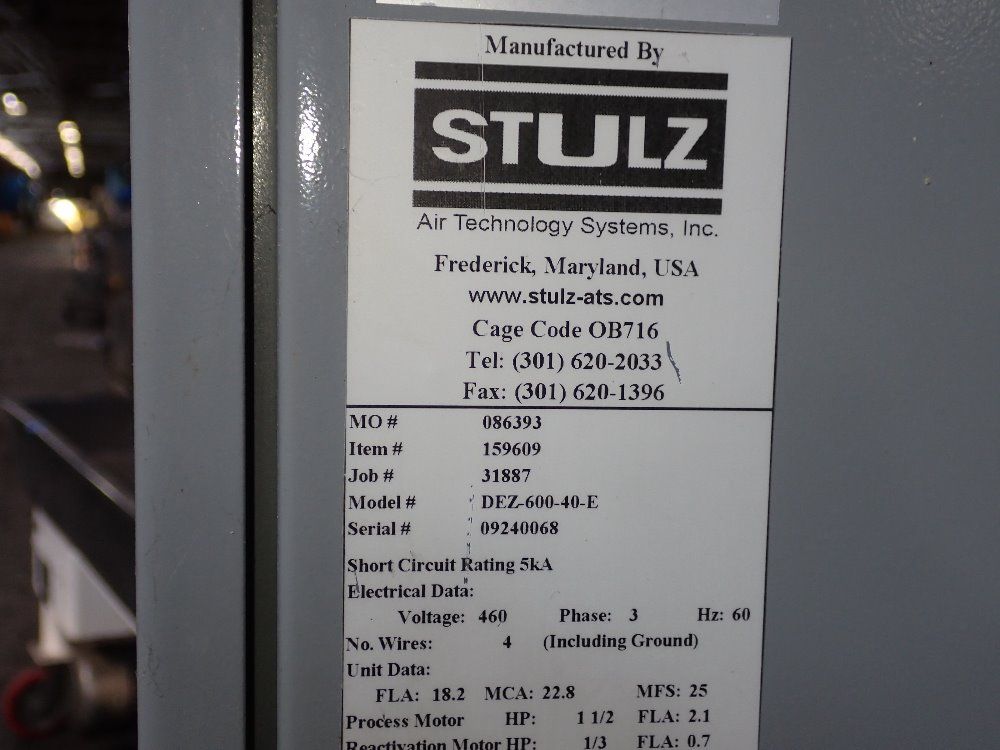 Manufactured By
STULZ
Air Technology Systems, Inc.
Frederick, Maryland, USA
www.stulz-ats.com
Cage Code OB716
Tel: (301) 620-2033
Fax: (301) 620-1396
MO # 086393
Item # 159609
Job # 31887
Model # DEZ-600-40-E
Serial # 09240068
Short Circuit Rating 5kA
Electrical Data:
Voltage: 460 Phase: 3 Hz: 60
No. Wires: 4 (Including Ground)
Unit Data:
FLA: 18.2 MCA: 22.8 MFS: 25
Process Motor HP: 1 1/2 FLA: 2.1
Reactivation Motor HP: 1/3 FLA: 0.7